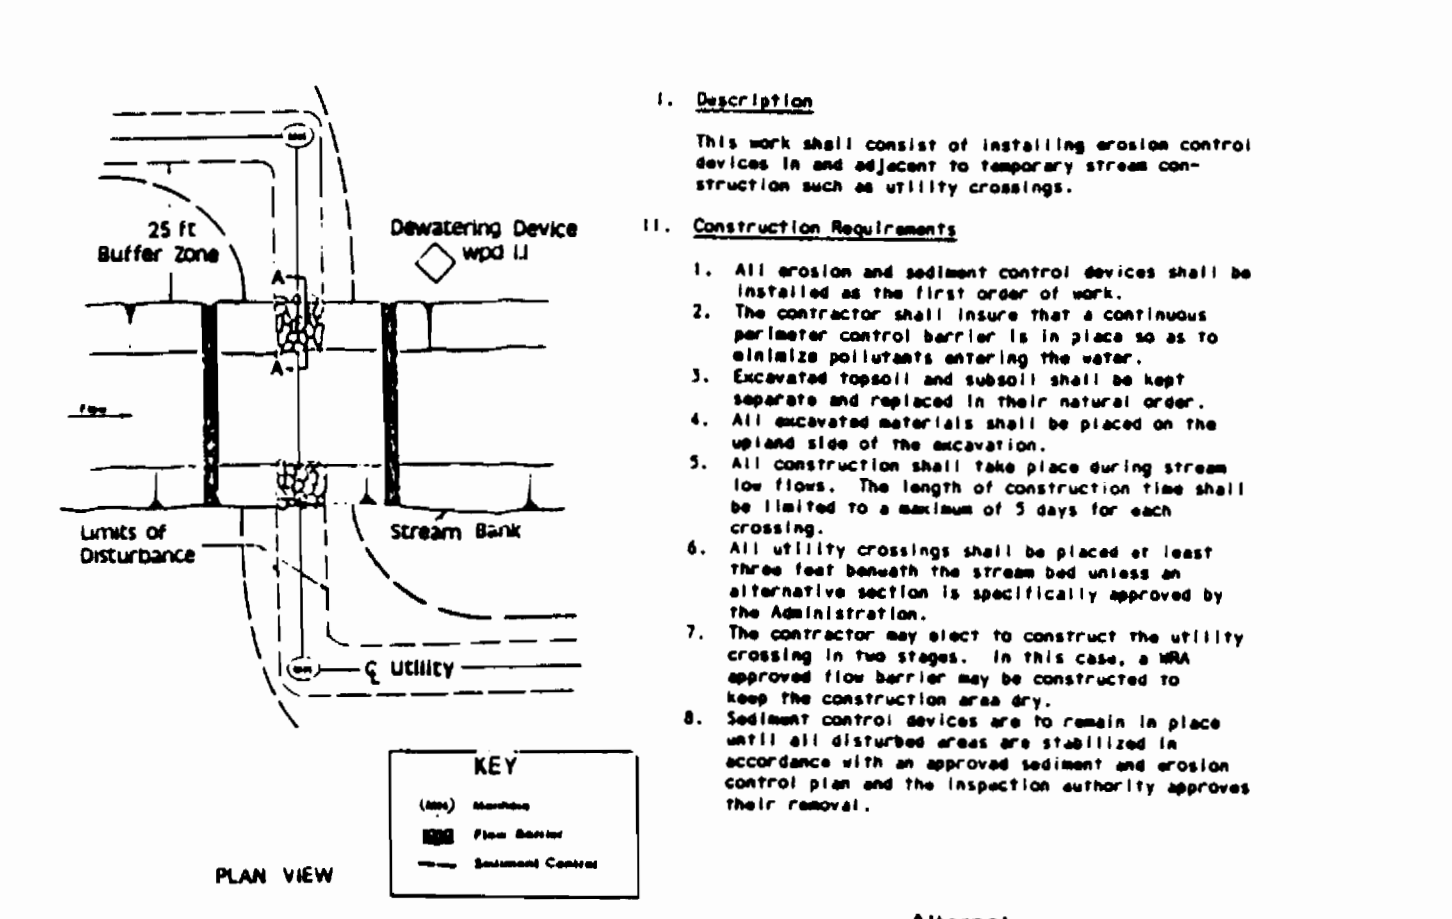 25 ft
Buffer Zone
Dewatering Device
wpd 1.1
A
A
Flow
Limits of
Disturbance
Stream Bank
℄ Utility
KEY
(MH) Manhole
Flow Barrier
Sediment Control
PLAN VIEW
I. Description
This work shall consist of installing erosion control
devices in and adjacent to temporary stream con-
struction such as utility crossings.
II. Construction Requirements
1. All erosion and sediment control devices shall be
installed as the first order of work.
2. The contractor shall insure that a continuous
perimeter control barrier is in place so as to
minimize pollutants entering the water.
3. Excavated topsoil and subsoil shall be kept
separate and replaced in their natural order.
4. All excavated materials shall be placed on the
upland side of the excavation.
5. All construction shall take place during stream
low flows. The length of construction time shall
be limited to a maximum of 5 days for each
crossing.
6. All utility crossings shall be placed at least
three feet beneath the stream bed unless an
alternative section is specifically approved by
the Administration.
7. The contractor may elect to construct the utility
crossing in two stages. In this case, a WRA
approved flow barrier may be constructed to
keep the construction area dry.
8. Sediment control devices are to remain in place
until all disturbed areas are stabilized in
accordance with an approved sediment and erosion
control plan and the inspection authority approves
their removal.